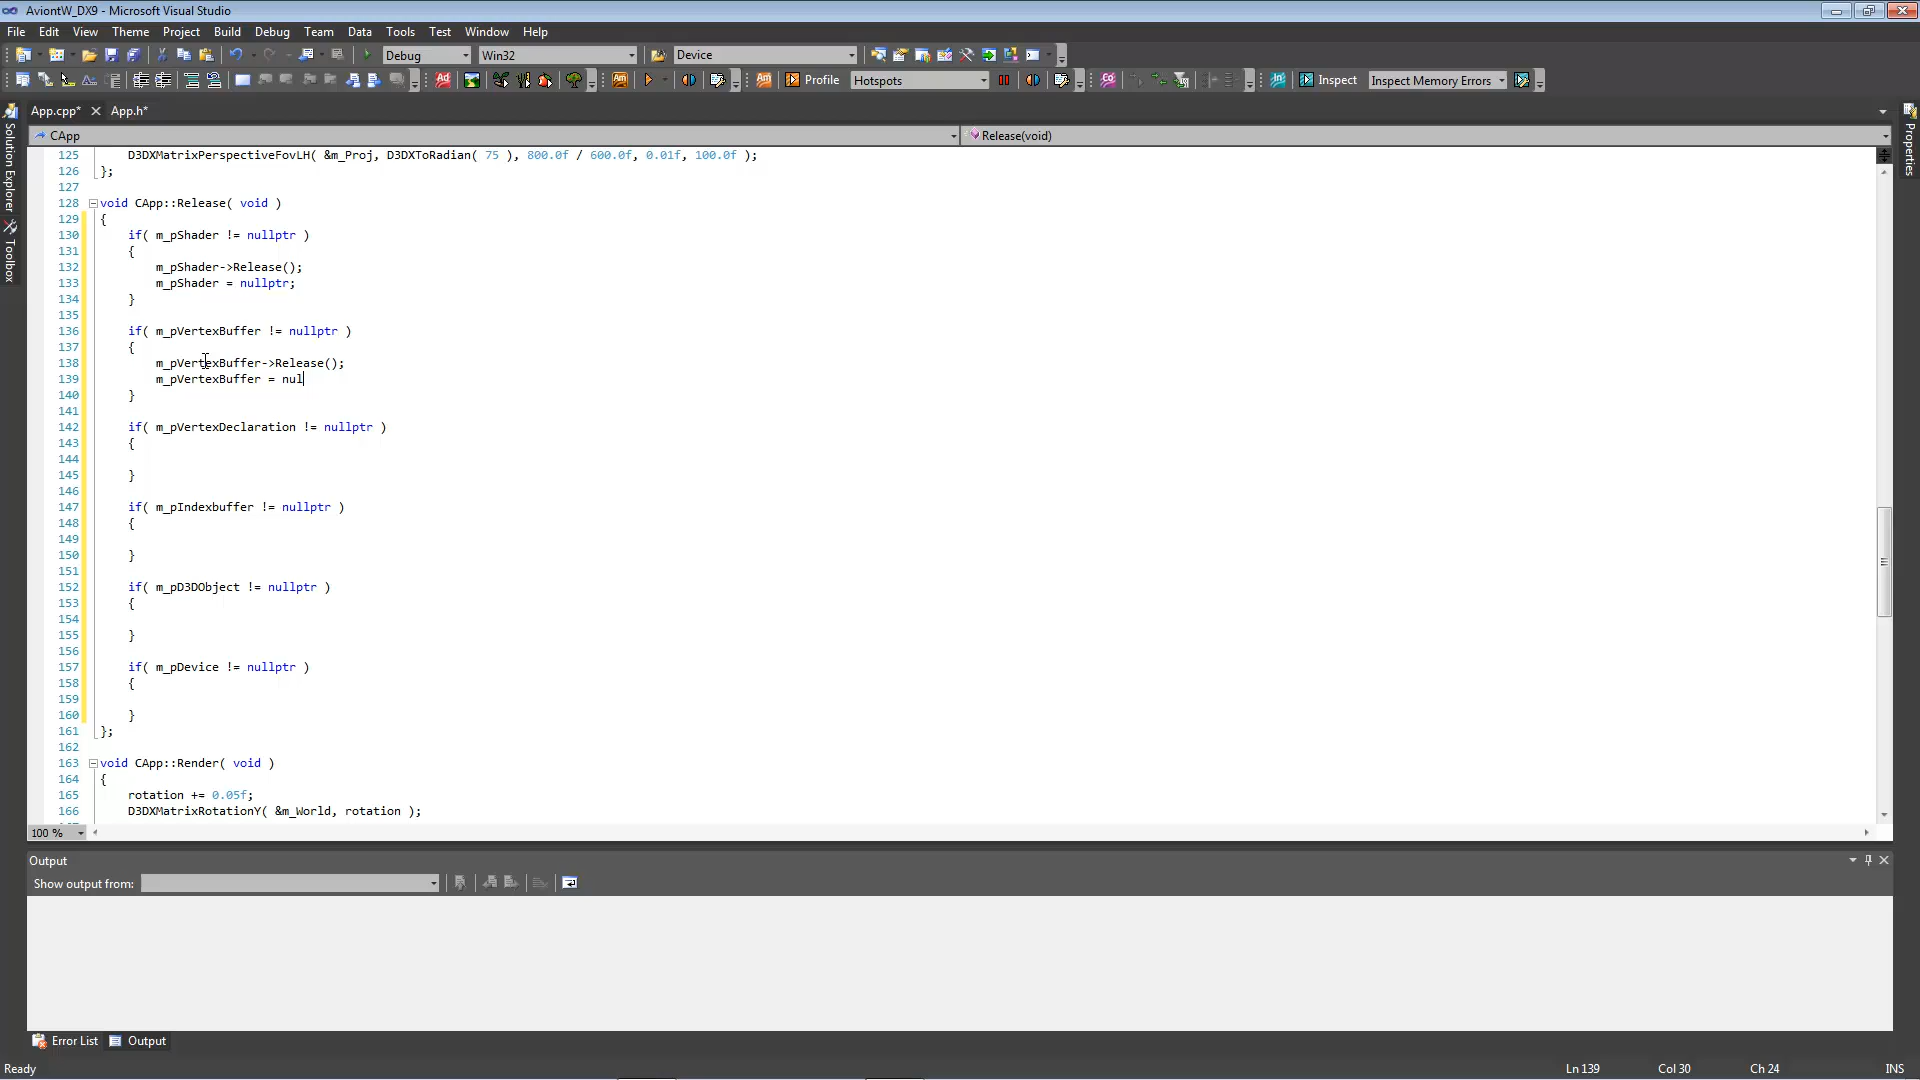 AviontW_DX9 - Microsoft Visual Studio
File Edit View Theme Project Build Debug Team Data Tools Test Window Help
Debug Win32 Device
Profile Hotspots Inspect Inspect Memory Errors
App.cpp* App.h*
CApp Release(void)
Solution Explorer
Toolbox
Properties
125 D3DXMatrixPerspectiveFovLH( &m_Proj, D3DXToRadian( 75 ), 800.0f / 600.0f, 0.01f, 100.0f );
126 };
127
128 void CApp::Release( void )
129 {
130 if( m_pShader != nullptr )
131 {
132 m_pShader->Release();
133 m_pShader = nullptr;
134 }
135
136 if( m_pVertexBuffer != nullptr )
137 {
138 m_pVertexBuffer->Release();
139 m_pVertexBuffer = nul
140 }
141
142 if( m_pVertexDeclaration != nullptr )
143 {
144
145 }
146
147 if( m_pIndexbuffer != nullptr )
148 {
149
150 }
151
152 if( m_pD3DObject != nullptr )
153 {
154
155 }
156
157 if( m_pDevice != nullptr )
158 {
159
160 }
161 };
162
163 void CApp::Render( void )
164 {
165 rotation += 0.05f;
166 D3DXMatrixRotationY( &m_World, rotation );
100 %
Output
Show output from:
Error List Output
Ready Ln 139 Col 30 Ch 24 INS